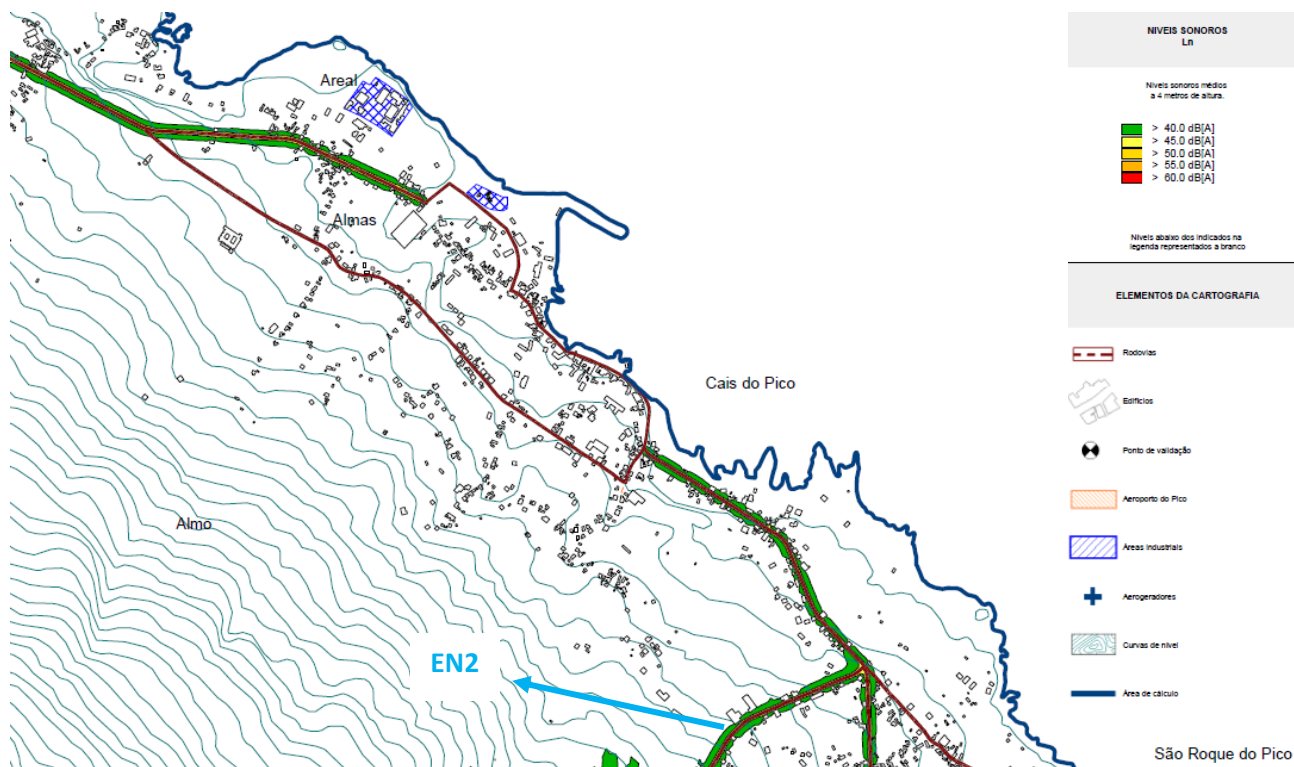 Areal
Almas
Cais do Pico
Almo
EN2
São Roque do Pico
NIVEIS SONOROS
Ln
Níveis sonoros médios
a 4 metros de altura.
> 40.0 dB[A]
> 45.0 dB[A]
> 50.0 dB[A]
> 55.0 dB[A]
> 60.0 dB[A]
Níveis abaixo dos indicados na
legenda representados a branco
ELEMENTOS DA CARTOGRAFIA
Rodovias
Edifícios
Ponto de validação
Aeroporto do Pico
Áreas industriais
Aerogeradores
Curvas de nível
Área de cálculo